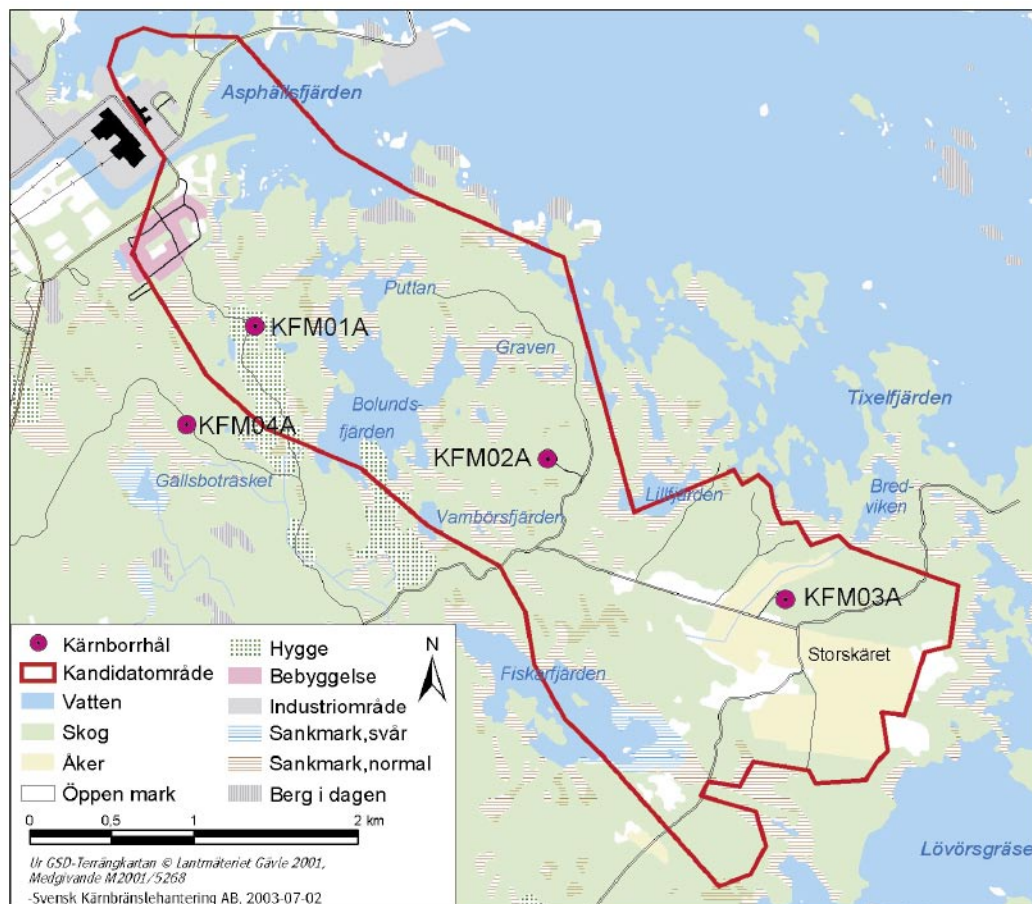 Asphällsfjärden
Puttan
KFM01A
Graven
Tixelfjärden
Bolunds-
fjärden
KFM04A
KFM02A
Gällsboträsket
Lillfjärden
Bred-
viken
Vambörsfjärden
KFM03A
Storskäret
Fiskarfjärden
Lövörsgräse
Kärnborrhål
Kandidatområde
Vatten
Skog
Åker
Öppen mark
Hygge
Bebyggelse
Industriområde
Sankmark,svår
Sankmark,normal
Berg i dagen
N
0 0,5 1 2 km
Ur GSD-Terrängkartan © Lantmäteriet Gävle 2001,
Medgivande M2001/5268
-Svensk Kärnbränslehantering AB, 2003-07-02